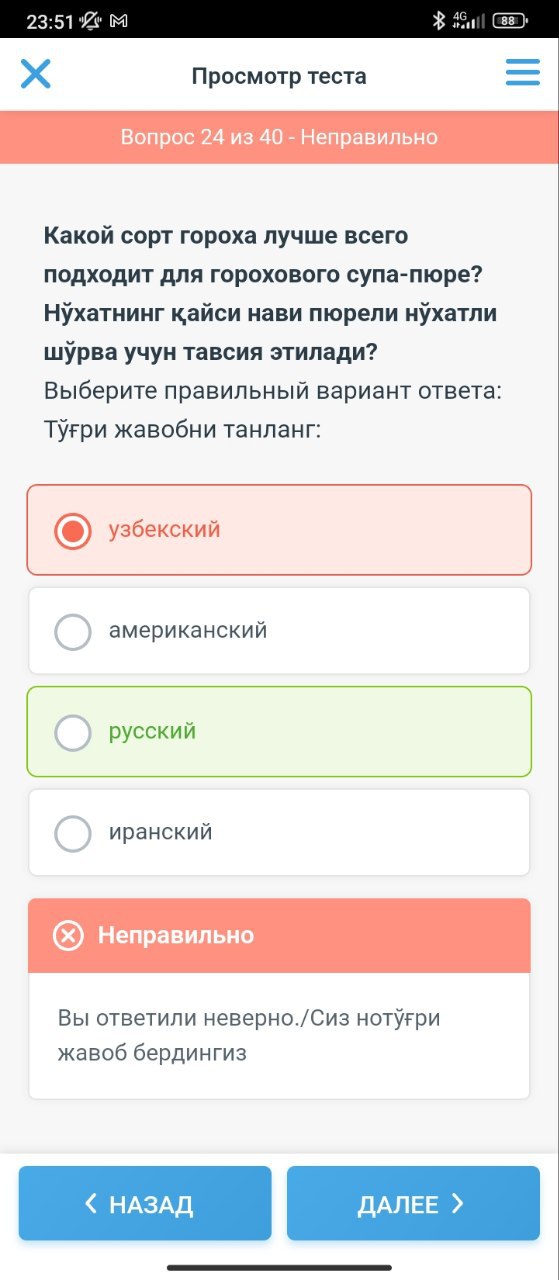 23:51 4G 88
Просмотр теста
Вопрос 24 из 40 - Неправильно
Какой сорт гороха лучше всего
подходит для горохового супа-пюре?
Нўхатнинг қайси нави пюрели нўхатли
шўрва учун тавсия этилади?
Выберите правильный вариант ответа:
Тўғри жавобни танланг:
узбекский
американский
русский
иранский
Неправильно
Вы ответили неверно./Сиз нотўғри
жавоб бердингиз
НАЗАД
ДАЛЕЕ